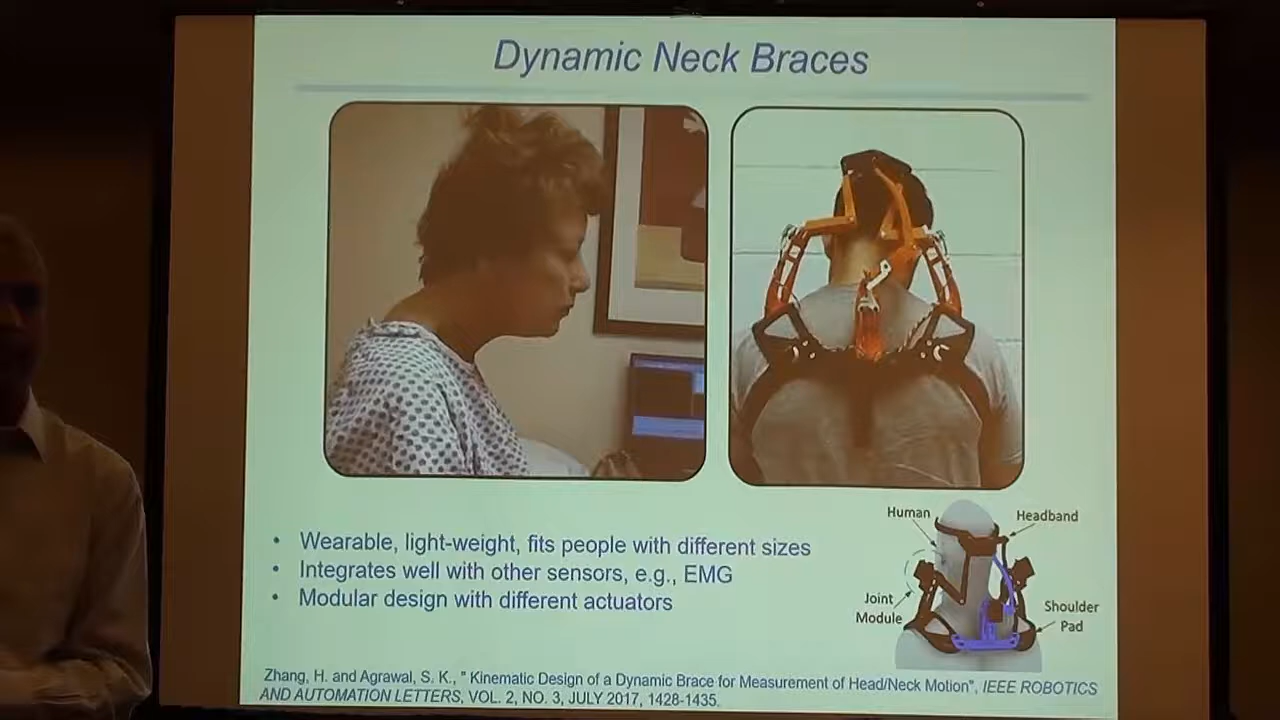 Dynamic Neck Braces
Human
Headband
Joint
Module
Shoulder
Pad
• Wearable, light-weight, fits people with different sizes
• Integrates well with other sensors, e.g., EMG
• Modular design with different actuators
Zhang, H. and Agrawal, S. K., " Kinematic Design of a Dynamic Brace for Measurement of Head/Neck Motion", IEEE ROBOTICS
AND AUTOMATION LETTERS, VOL. 2, NO. 3, JULY 2017, 1428-1435.